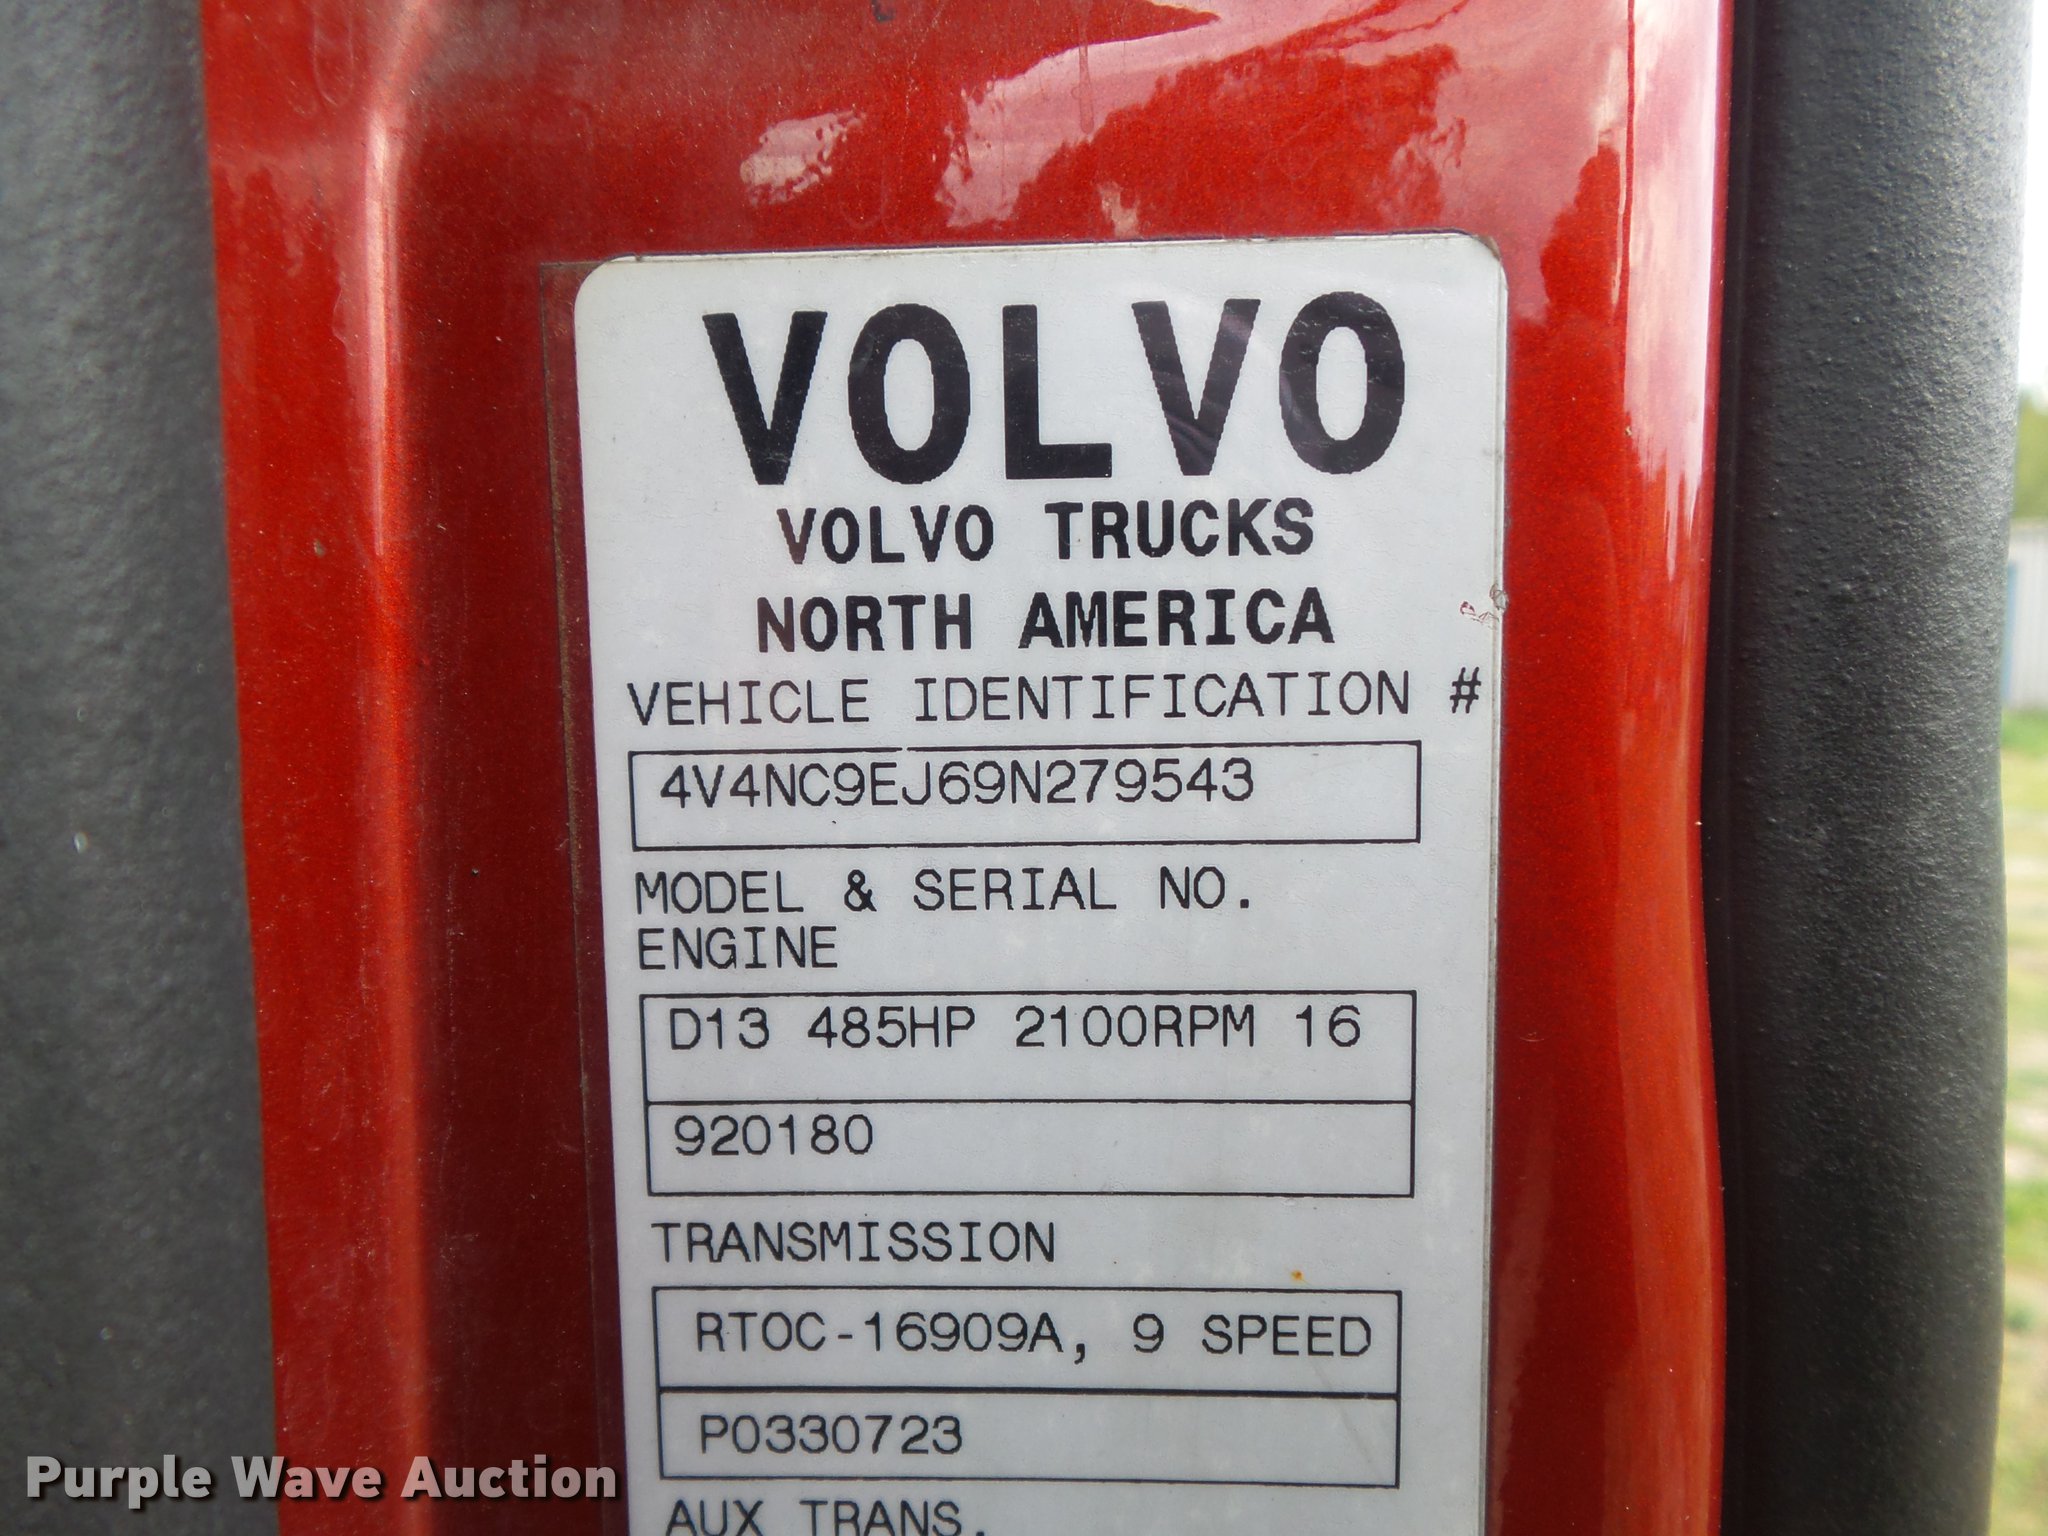 VOLVO
VOLVO TRUCKS
NORTH AMERICA
VEHICLE IDENTIFICATION #
4V4NC9EJ69N279543
MODEL & SERIAL NO.
ENGINE
D13 485HP 2100RPM 16
920180
TRANSMISSION
RTOC-16909A, 9 SPEED
P0330723
AUX TRANS.
Purple Wave Auction